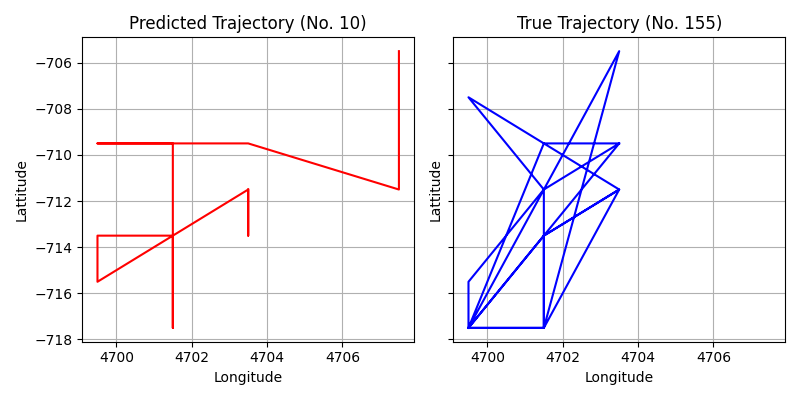 Predicted Trajectory (No. 10)
True Trajectory (No. 155)
Lattitude
−706
−708
−710
−712
−714
−716
−718
4700
4702
4704
4706
Longitude
Lattitude
4700
4702
4704
4706
Longitude